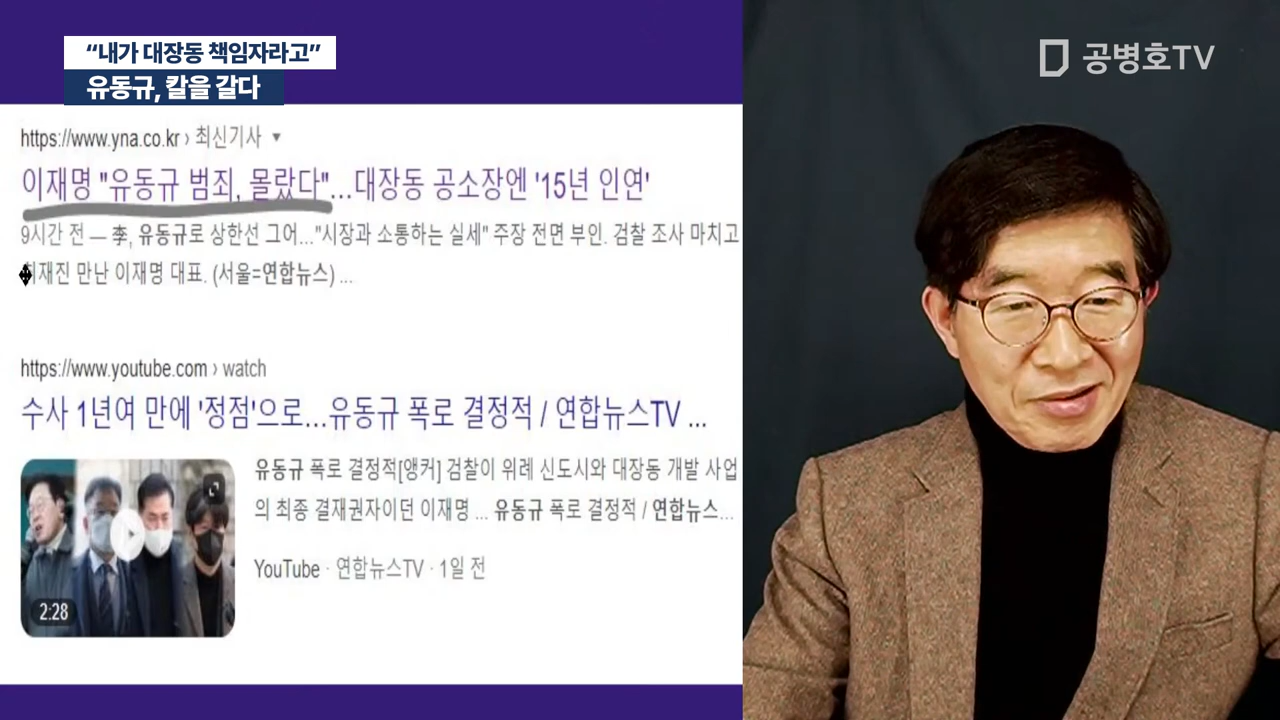 “내가 대장동 책임자라고”
유동규, 칼을 갈다
공병호TV
https://www.yna.co.kr › 최신기사 ▼
이재명 "유동규 범죄, 몰랐다"...대장동 공소장엔 '15년 인연'
9시간 전 — 李, 유동규로 상한선 그어..."시장과 소통하는 실세" 주장 전면 부인. 검찰 조사 마치고
취재진 만난 이재명 대표. (서울=연합뉴스) ...
https://www.youtube.com › watch
수사 1년여 만에 '정점'으로...유동규 폭로 결정적 / 연합뉴스TV ...
유동규 폭로 결정적[앵커] 검찰이 위례 신도시와 대장동 개발 사업
의 최종 결재권자이던 이재명 ... 유동규 폭로 결정적 / 연합뉴스...
YouTube · 연합뉴스TV · 1일 전
2:28